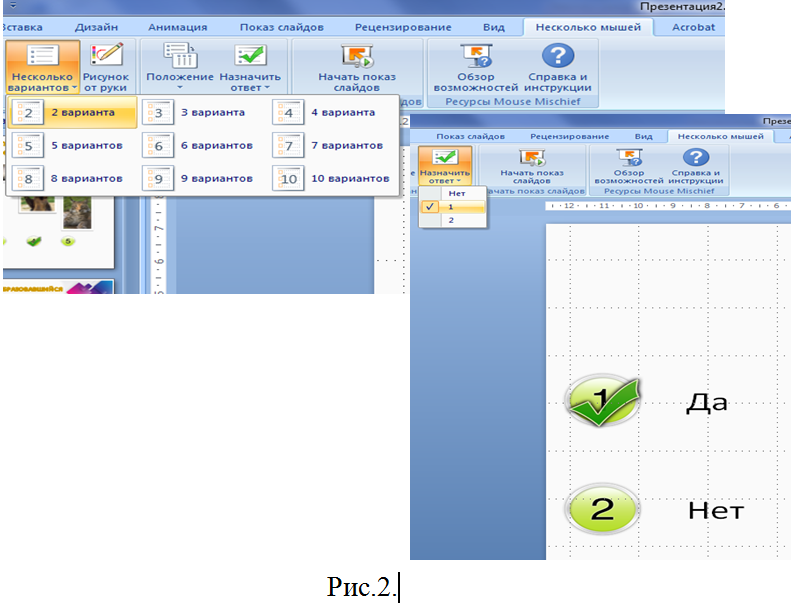 Презентация2.
Вставка Дизайн Анимация Показ слайдов Рецензирование Вид Несколько мышей Acrobat
Несколько вариантов Рисунок от руки Положение Назначить ответ Начать показ слайдов Обзор возможностей Справка и инструкции
Ресурсы Mouse Mischief
2 2 варианта 3 3 варианта 4 4 варианта
5 5 вариантов 6 6 вариантов 7 7 вариантов
8 8 вариантов 9 9 вариантов 10 10 вариантов
Показ слайдов Рецензирование Вид Несколько мышей
Назначить ответ Начать показ слайдов Обзор возможностей Справка и инструкции
Начать показ слайдов Ресурсы Mouse Mischief
Нет
1
2
12 11 10 9 8 7 6
1 Да
2 Нет
Рис.2.